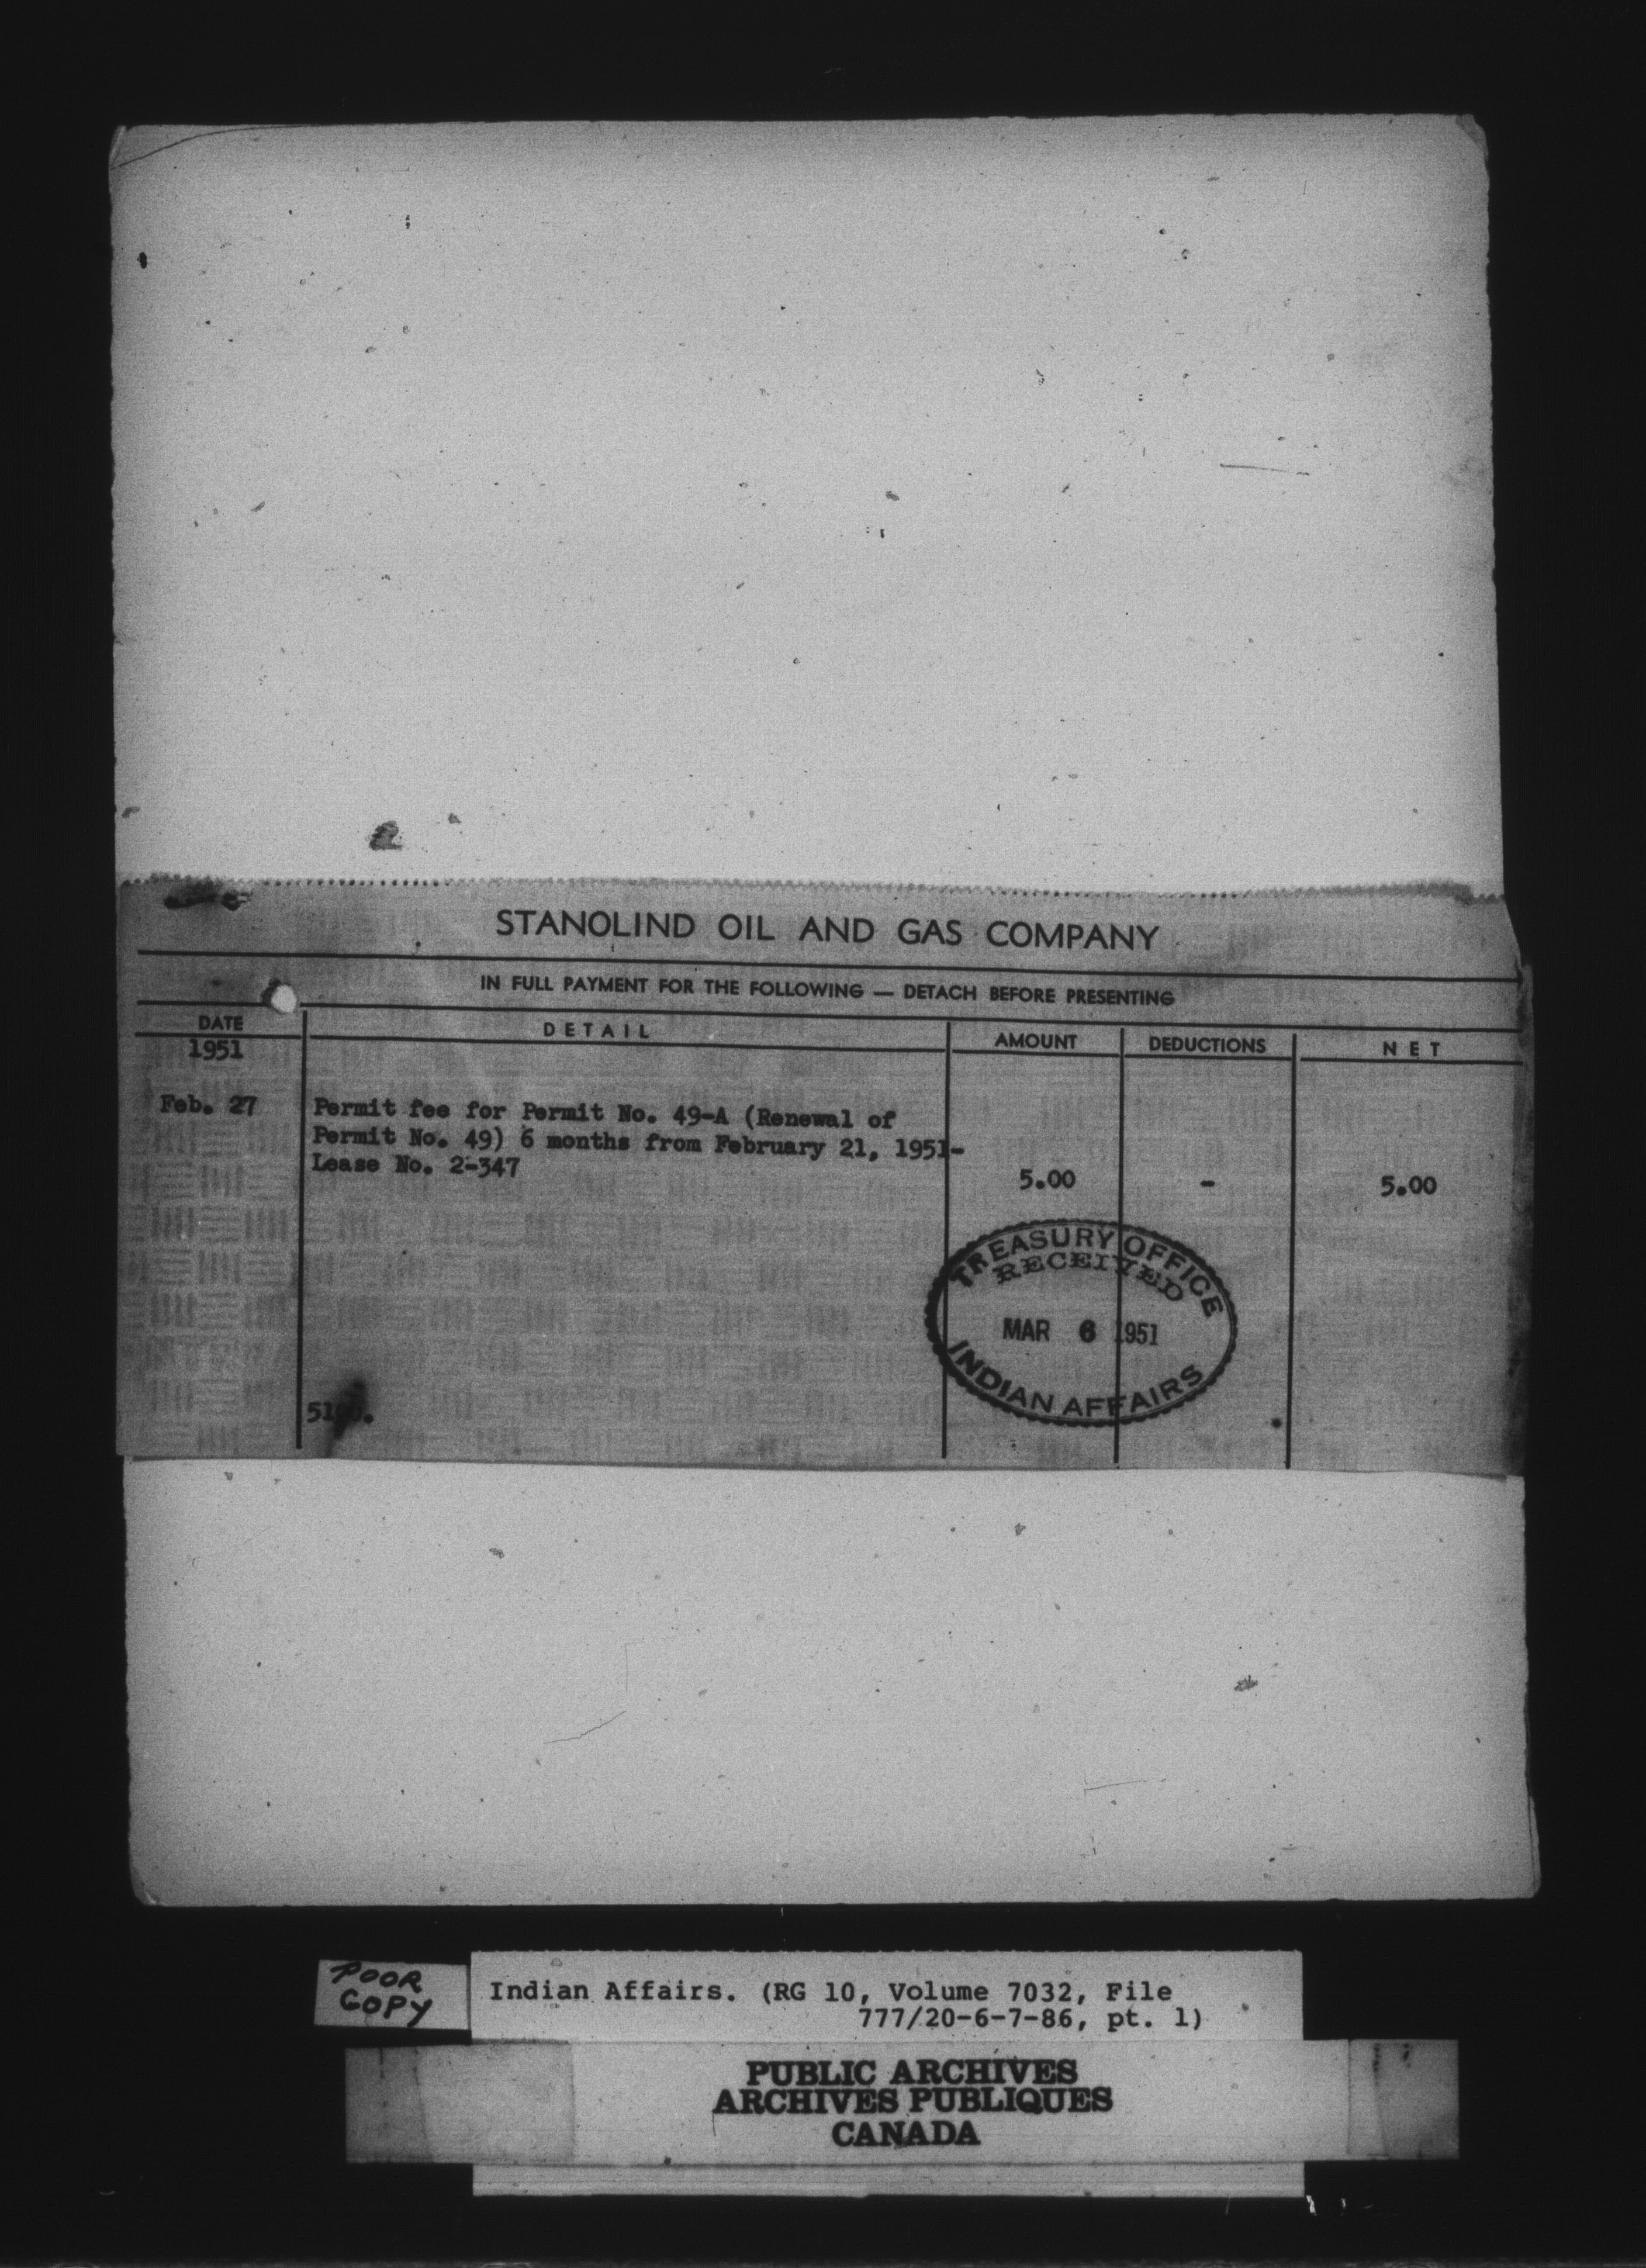 STANOLIND OIL AND GAS COMPANY
IN FULL PAYMENT FOR THE FOLLOWING — DETACH BEFORE PRESENTING
DATE DETAIL AMOUNT DEDUCTIONS NET
1951
Feb. 27 Permit fee for Permit No. 49-A (Renewal of
Permit No. 49) 6 months from February 21, 1951-
Lease No. 2-347
5.00 - 5.00
TREASURY OFFICE
RECEIVED
MAR 6 1951
INDIAN AFFAIRS
POOR
COPY
Indian Affairs. (RG 10, Volume 7032, File
777/20-6-7-86, pt. 1)
PUBLIC ARCHIVES
ARCHIVES PUBLIQUES
CANADA